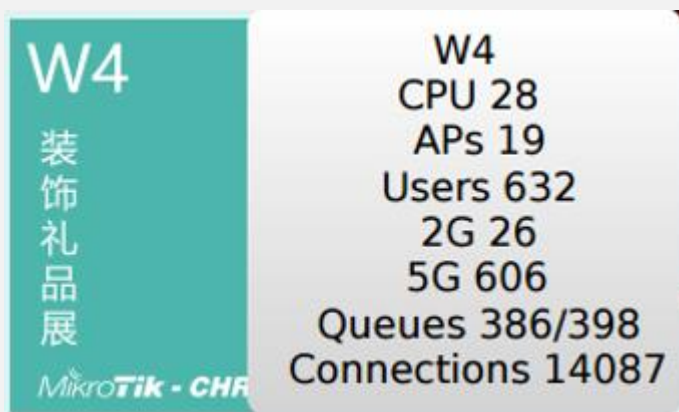 W4
装饰礼品展
MikroTik - CHR
W4
CPU 28
APs 19
Users 632
2G 26
5G 606
Queues 386/398
Connections 14087